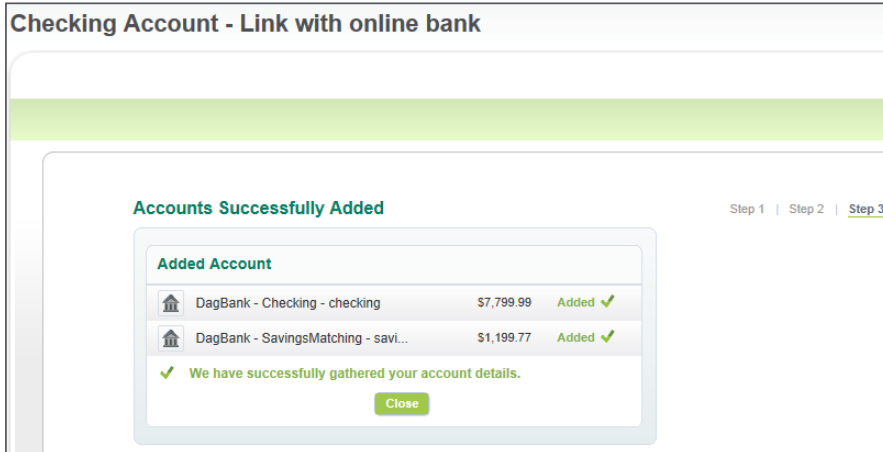 Checking Account - Link with online bank
Accounts Successfully Added
Step 1 | Step 2 | Step 3
Added Account
DagBank - Checking - checking $7,799.99 Added
DagBank - SavingsMatching - savi... $1,199.77 Added
We have successfully gathered your account details.
Close